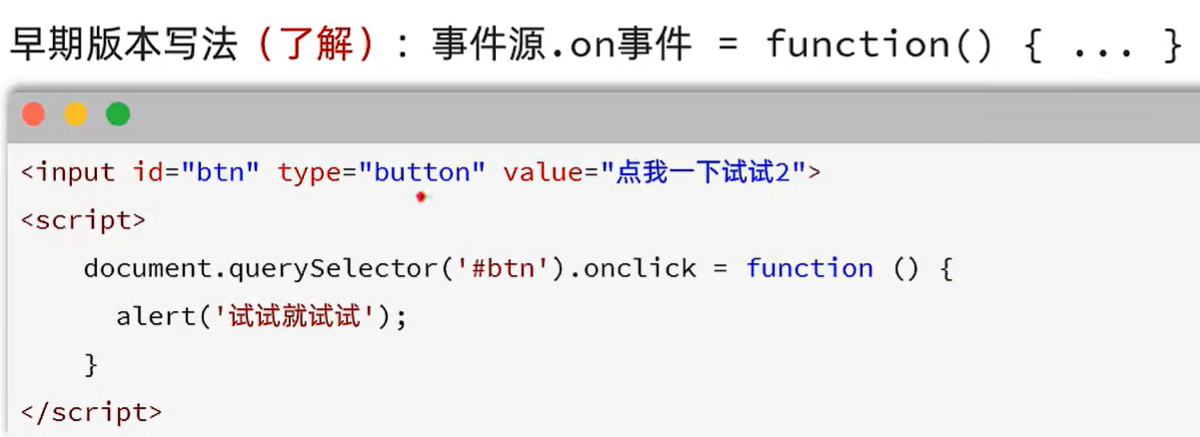 早期版本写法（了解）：事件源.on事件 = function() { ... }
<input id="btn" type="button" value="点我一下试试2">
<script>
    document.querySelector('#btn').onclick = function () {
      alert('试试就试试');
    }
</script>